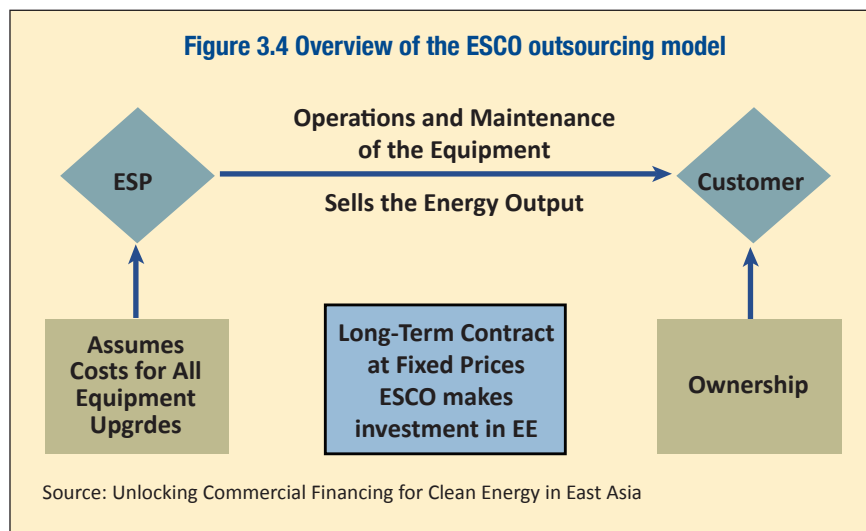 Figure 3.4 Overview of the ESCO outsourcing model
Operations and Maintenance
of the Equipment
ESP
Customer
Sells the Energy Output
Assumes
Costs for All
Equipment
Upgrdes
Long-Term Contract
at Fixed Prices
ESCO makes
investment in EE
Ownership
Source: Unlocking Commercial Financing for Clean Energy in East Asia